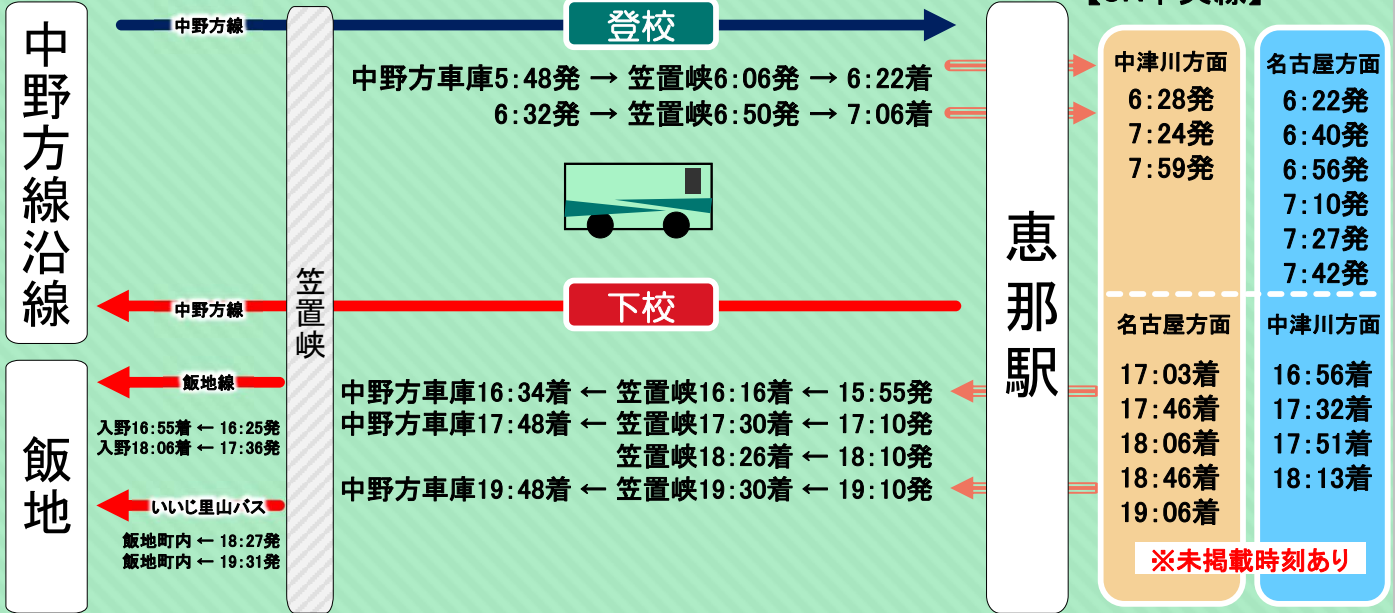 中野方線沿線
中野方線
登校
中野方車庫5:48発 → 笠置峡6:06発 → 6:22着
6:32発 → 笠置峡6:50発 → 7:06着
笠置峡
中野方線
下校
中野方車庫16:34着 ← 笠置峡16:16着 ← 15:55発
中野方車庫17:48着 ← 笠置峡17:30着 ← 17:10発
笠置峡18:26着 ← 18:10発
中野方車庫19:48着 ← 笠置峡19:30着 ← 19:10発
飯地
飯地線
入野16:55着 ← 16:25発
入野18:06着 ← 17:36発
いいじ里山バス
飯地町内 ← 18:27発
飯地町内 ← 19:31発
恵那駅
中津川方面
6:28発
7:24発
7:59発
名古屋方面
6:22発
6:40発
6:56発
7:10発
7:27発
7:42発
名古屋方面
17:03着
17:46着
18:06着
18:46着
19:06着
中津川方面
16:56着
17:32着
17:51着
18:13着
※未掲載時刻あり